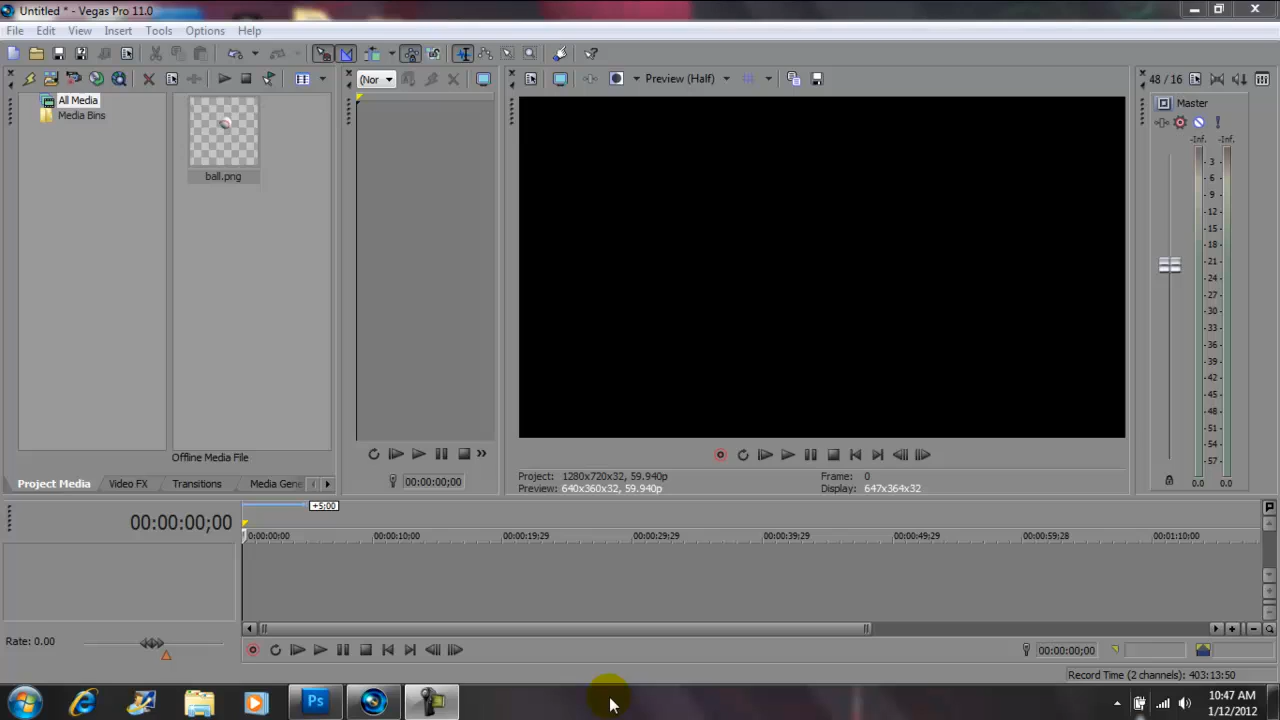 Untitled * - Vegas Pro 11.0
File Edit View Insert Tools Options Help
(Nor
Preview (Half)
48 / 16
All Media
Media Bins
ball.png
Master
-Inf. -Inf.
3
6
9
12
15
18
21
24
27
30
33
36
39
42
45
48
51
54
57
0.0 0.0
Offline Media File
Project Media Video FX Transitions Media Gene
00:00:00;00
Project: 1280x720x32, 59.940p
Preview: 640x360x32, 59.940p
Frame: 0
Display: 647x364x32
+5:00
00:00:00;00
0:00:00:00 00:00:10:00 00:00:19:29 00:00:29:29 00:00:39:29 00:00:49:29 00:00:59:28 00:01:10:00
Rate: 0.00
00:00:00;00
Record Time (2 channels): 403:13:50
Ps
10:47 AM
1/12/2012